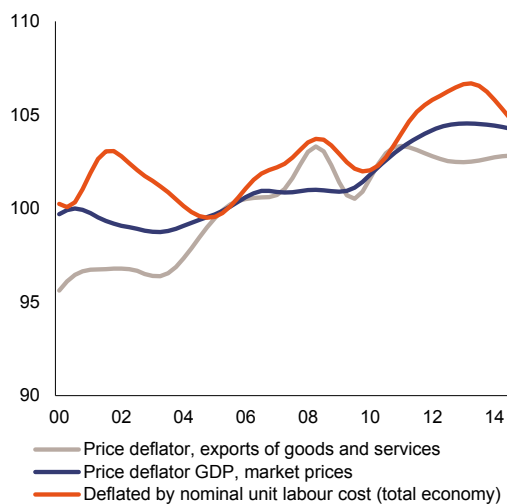 110
105
100
95
90
00 02 04 06 08 10 12 14
Price deflator, exports of goods and services
Price deflator GDP, market prices
Deflated by nominal unit labour cost (total economy)